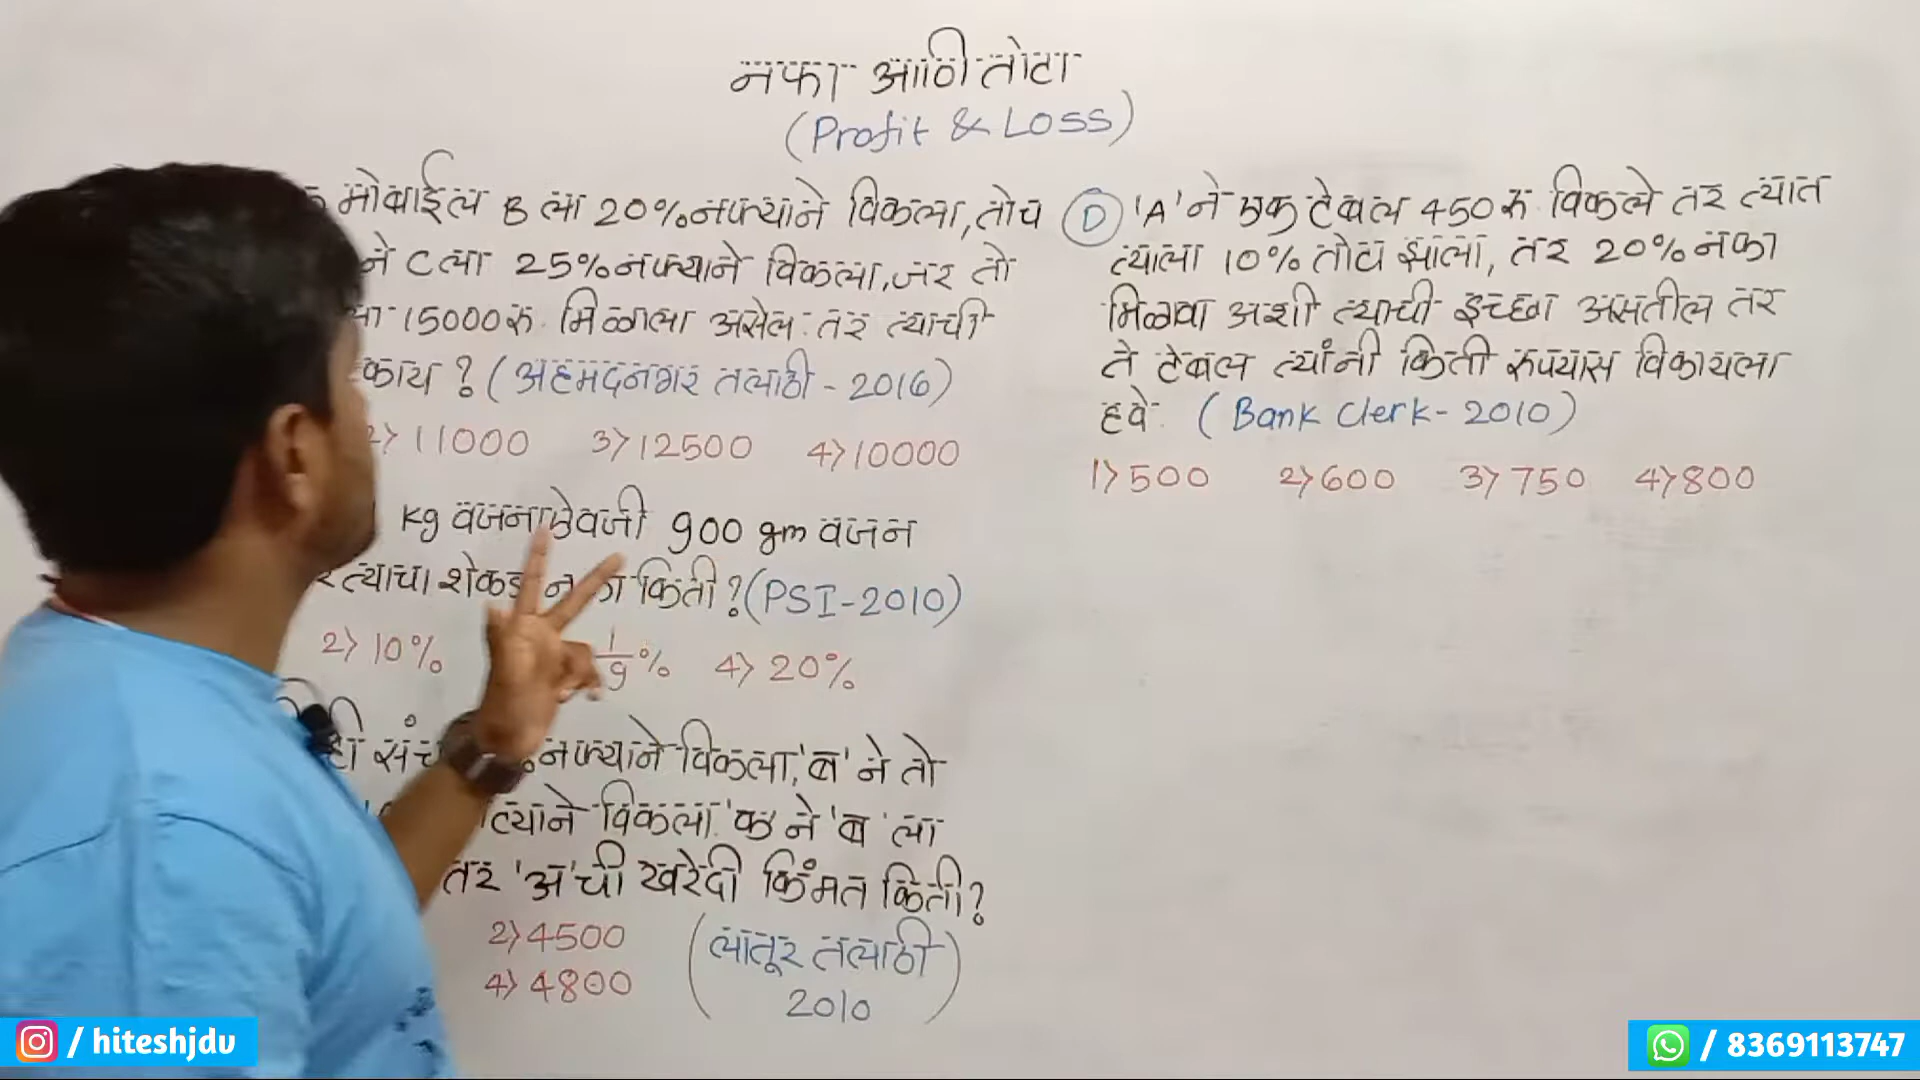 नफा आणि तोटा
(Profit & Loss)
मोबाईल B ला 20% नफ्याने विकला, तोच
ने C ला 25% नफ्याने विकला, जर तो
15000 रु. मिळाला असेल तर त्याची
काय? (अहमदनगर तलाठी - 2016)
2> 11000 3> 12500 4> 10000
kg वजनाऐवजी 900 gm वजन
त्याचा शेकडा नफा किती? (PSI-2010)
2> 10% 1/9% 4> 20%
नफ्याने विकला, 'ब' ने तो
विकला. 'क' ने 'ब' ला
तर 'अ' ची खरेदी किंमत किती?
2> 4500
4> 4800
(लातूर तलाठी
2010)
D 'A' ने एक टेबल 450 रु. विकले तर त्यात
त्याला 10% तोटा झाला, तर 20% नफा
मिळावा अशी त्याची इच्छा असतील तर
ते टेबल त्यांनी किती रुपयास विकायला
हवे. (Bank Clerk - 2010)
1> 500 2> 600 3> 750 4> 800
/ hiteshjdu
/ 8369113747